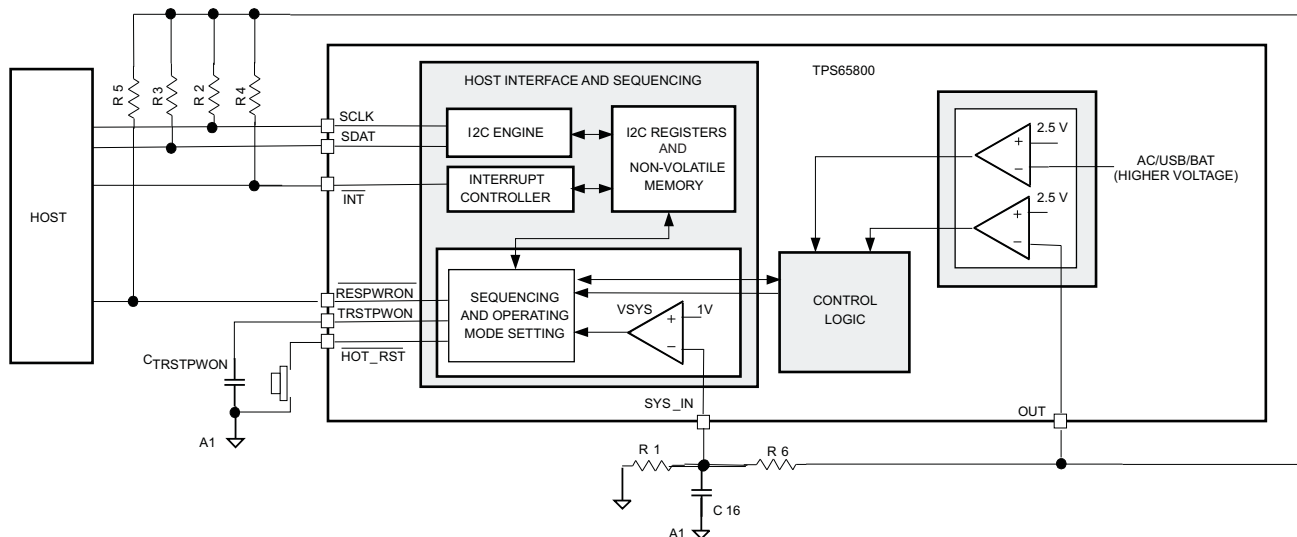 R 5
R3
R 2
R4
HOST
SCLK
SDAT
INT
RESPWRON
TRSTPWON
HOT_RST
CTRSTPWON
A1
HOST INTERFACE AND SEQUENCING
I2C ENGINE
INTERRUPT
CONTROLLER
I2C REGISTERS
AND
NON-VOLATILE
MEMORY
SEQUENCING
AND OPERATING
MODE SETTING
VSYS
+
−
1V
TPS65800
CONTROL
LOGIC
2.5 V
+
−
2.5 V
+
−
AC/USB/BAT
(HIGHER VOLTAGE)
SYS_IN
OUT
R 1
R 6
C 16
A1